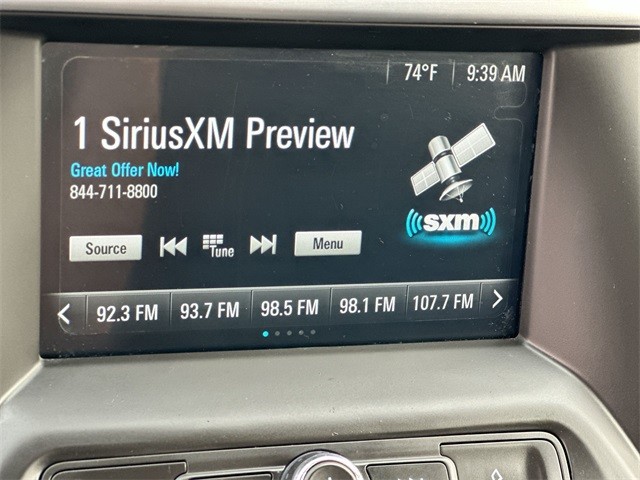 74°F 9:39 AM
1 SiriusXM Preview
Great Offer Now!
844-711-8800
((sxm))
Source Tune Menu
92.3 FM 93.7 FM 98.5 FM 98.1 FM 107.7 FM